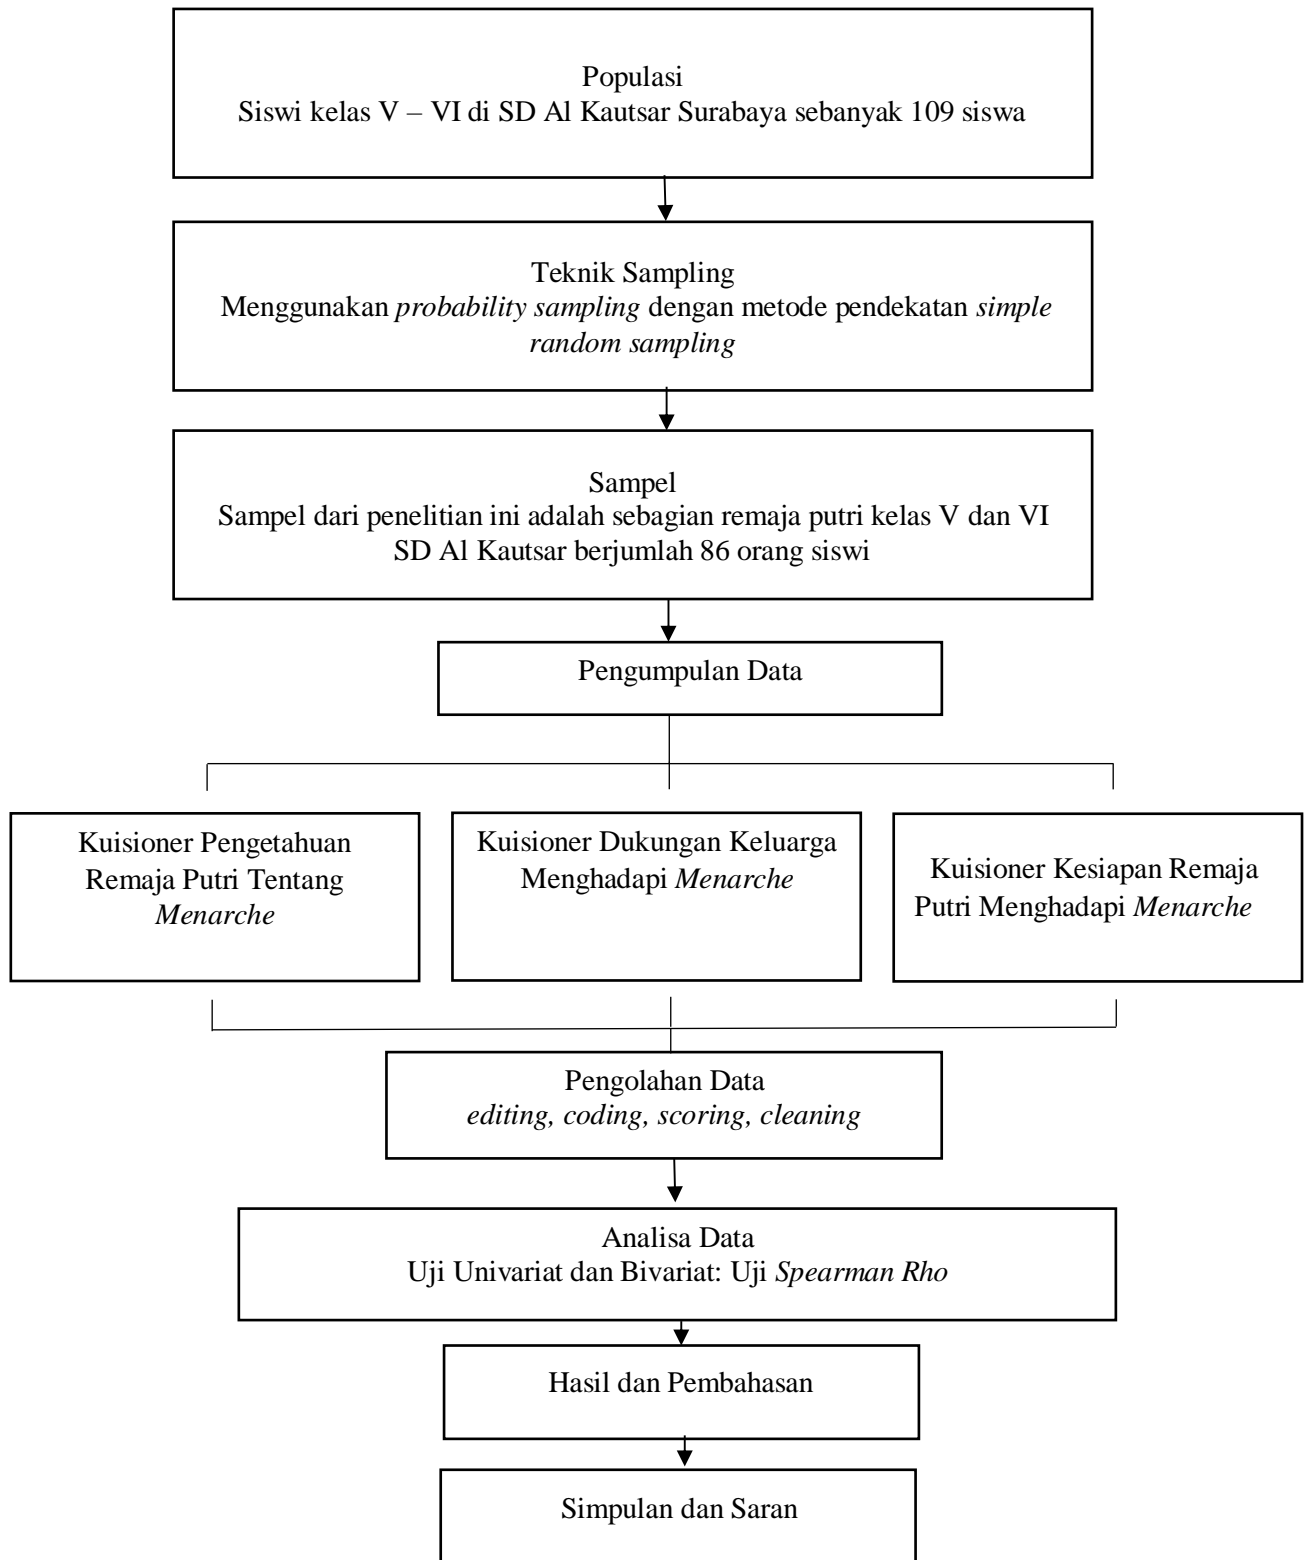 Populasi
Siswi kelas V – VI di SD Al Kautsar Surabaya sebanyak 109 siswa
Teknik Sampling
Menggunakan probability sampling dengan metode pendekatan simple
random sampling
Sampel
Sampel dari penelitian ini adalah sebagian remaja putri kelas V dan VI
SD Al Kautsar berjumlah 86 orang siswi
Pengumpulan Data
Kuisioner Pengetahuan
Remaja Putri Tentang
Menarche
Kuisioner Dukungan Keluarga
Menghadapi Menarche
Kuisioner Kesiapan Remaja
Putri Menghadapi Menarche
Pengolahan Data
editing, coding, scoring, cleaning
Analisa Data
Uji Univariat dan Bivariat: Uji Spearman Rho
Hasil dan Pembahasan
Simpulan dan Saran